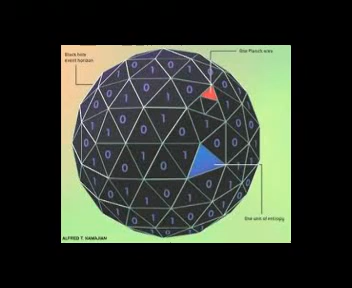 Black hole
event horizon
One Planck area
One unit of entropy
ALFRED T. KAMAJIAN